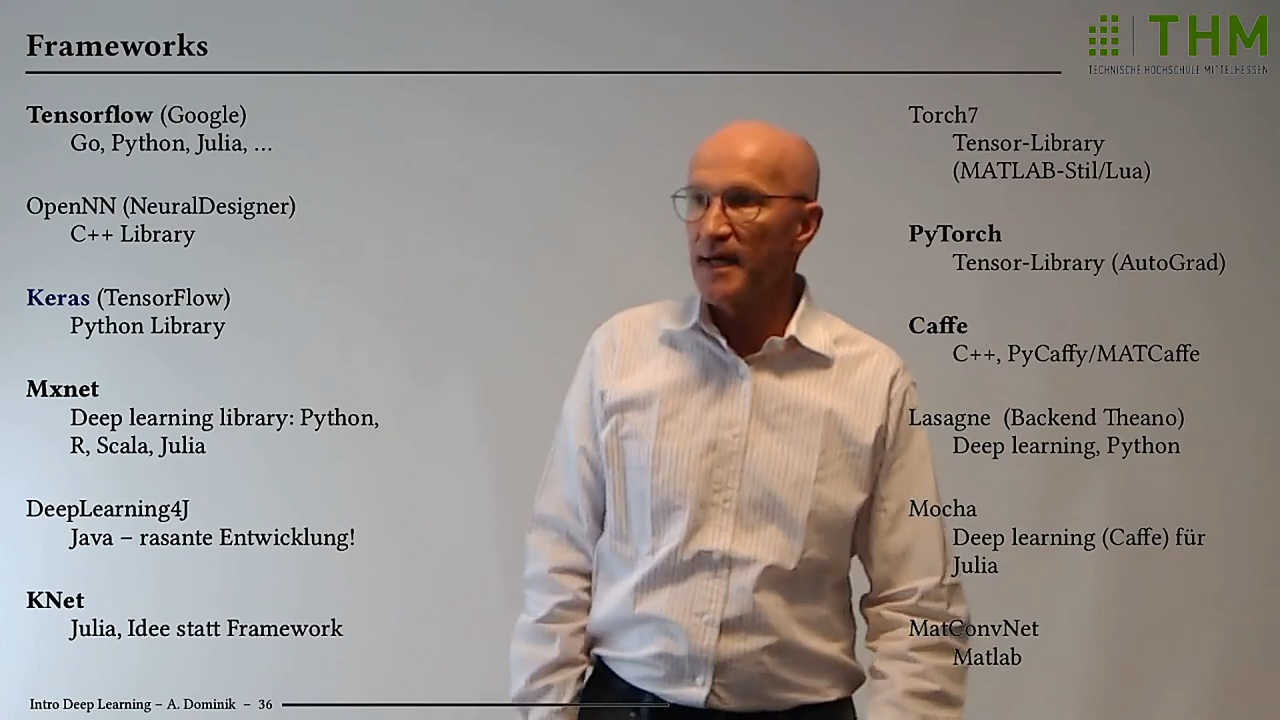 Frameworks
THM
TECHNISCHE HOCHSCHULE MITTELHESSEN
Tensorflow (Google)
Go, Python, Julia, ...
OpenNN (NeuralDesigner)
C++ Library
Keras (TensorFlow)
Python Library
Mxnet
Deep learning library: Python,
R, Scala, Julia
DeepLearning4J
Java – rasante Entwicklung!
KNet
Julia, Idee statt Framework
Torch7
Tensor-Library
(MATLAB-Stil/Lua)
PyTorch
Tensor-Library (AutoGrad)
Caffe
C++, PyCaffy/MATCaffe
Lasagne (Backend Theano)
Deep learning, Python
Mocha
Deep learning (Caffe) für
Julia
MatConvNet
Matlab
Intro Deep Learning – A. Dominik – 36